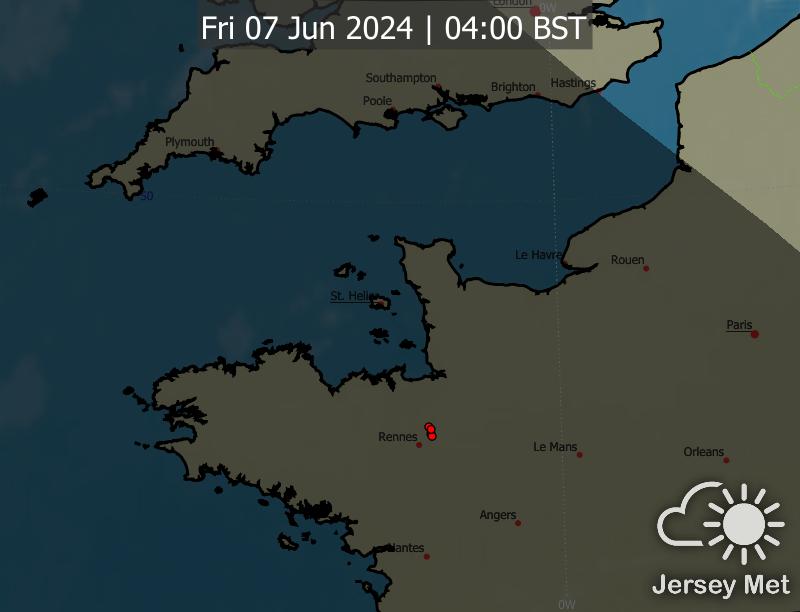 London
0W
Fri 07 Jun 2024 | 04:00 BST
Southampton
Brighton
Hastings
Poole
Plymouth
50
Le Havre
Rouen
St. Helier
Paris
Rennes
Le Mans
Orleans
Angers
Nantes
Jersey Met
0W